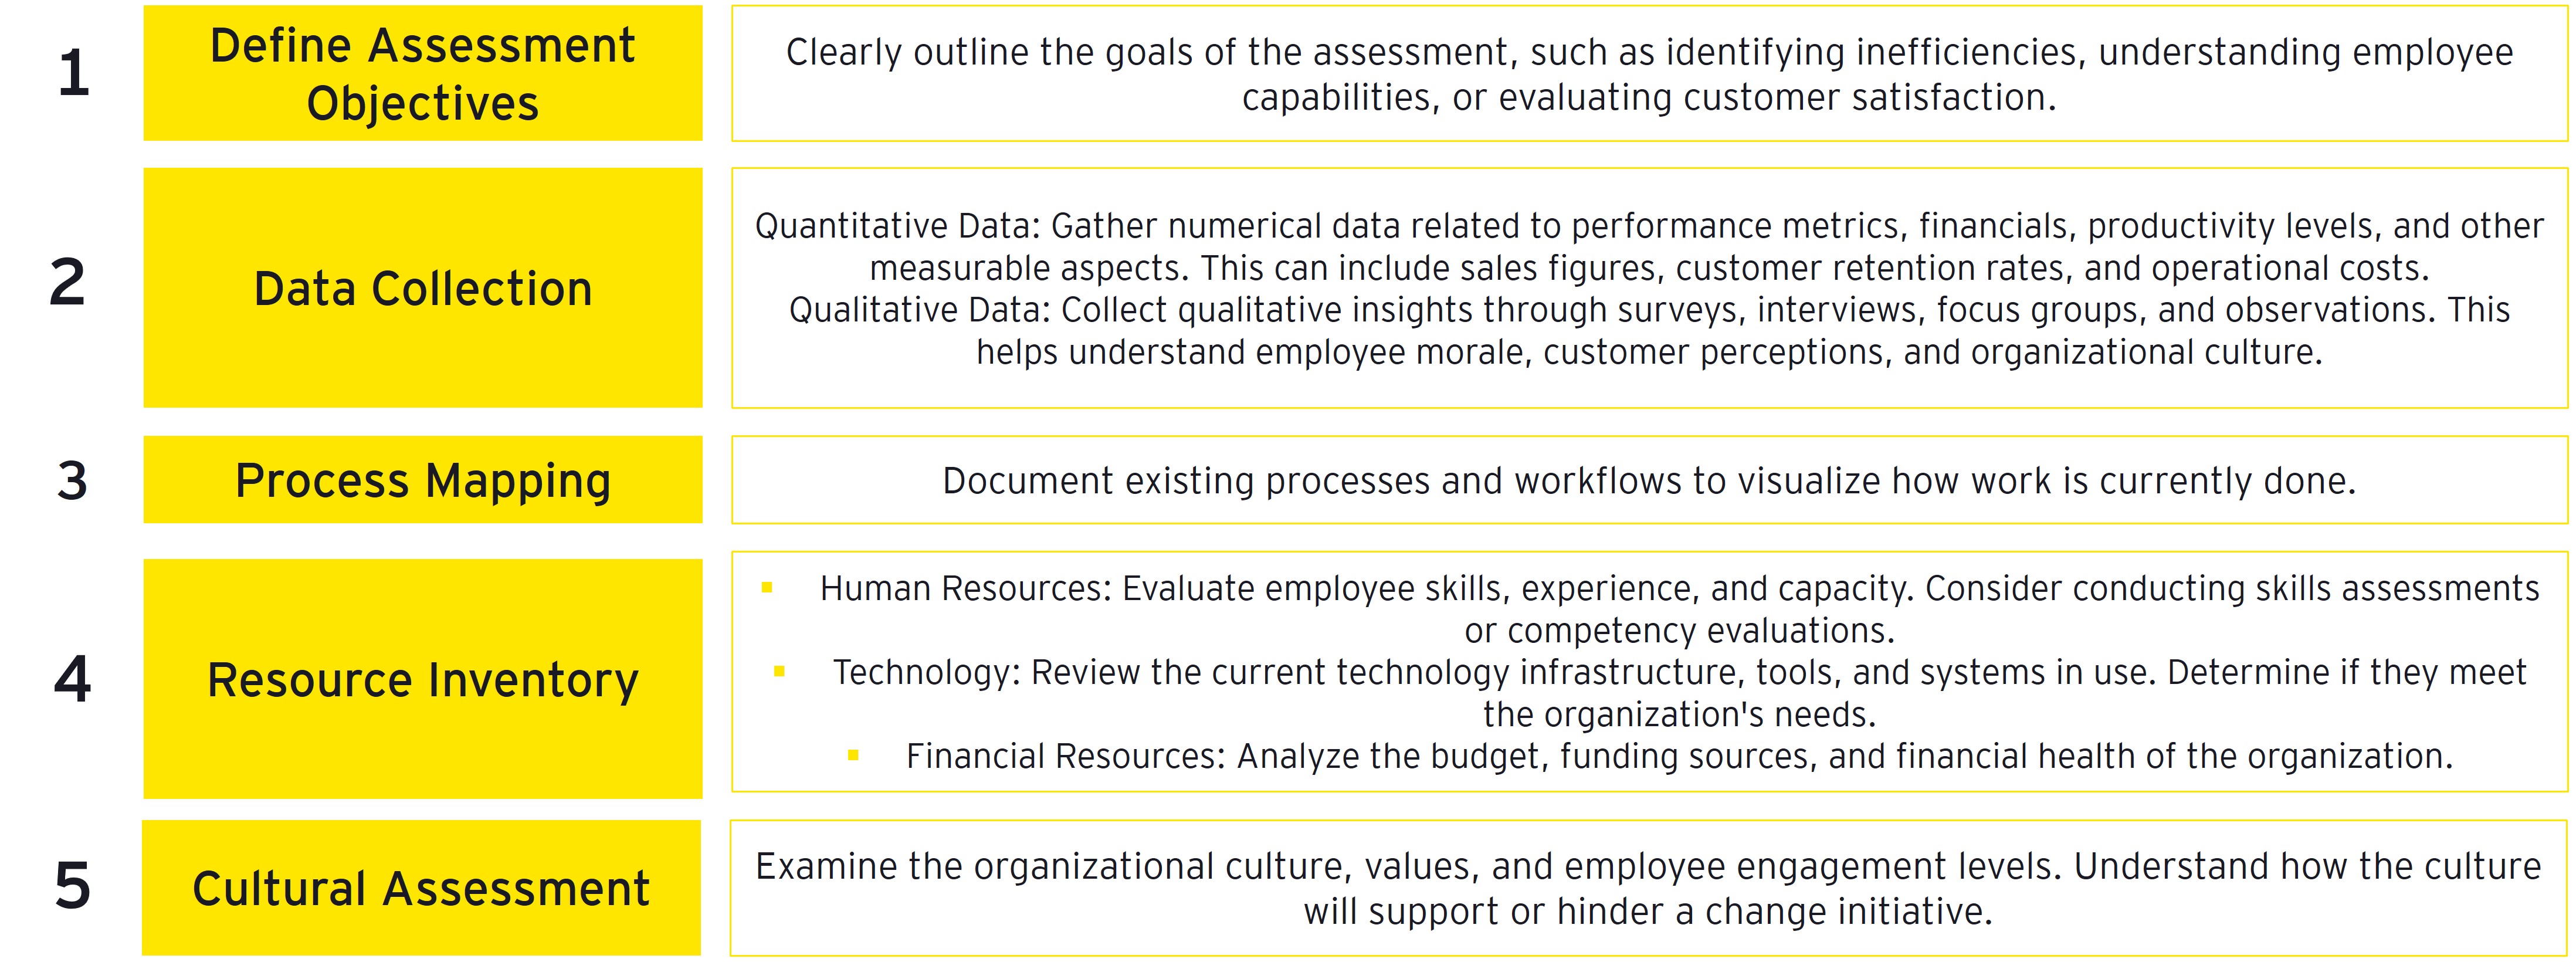 1
Define Assessment
Objectives
Clearly outline the goals of the assessment, such as identifying inefficiencies, understanding employee
capabilities, or evaluating customer satisfaction.
2
Data Collection
Quantitative Data: Gather numerical data related to performance metrics, financials, productivity levels, and other
measurable aspects. This can include sales figures, customer retention rates, and operational costs.
Qualitative Data: Collect qualitative insights through surveys, interviews, focus groups, and observations. This
helps understand employee morale, customer perceptions, and organizational culture.
3
Process Mapping
Document existing processes and workflows to visualize how work is currently done.
4
Resource Inventory
▪ Human Resources: Evaluate employee skills, experience, and capacity. Consider conducting skills assessments
or competency evaluations.
▪ Technology: Review the current technology infrastructure, tools, and systems in use. Determine if they meet
the organization's needs.
▪ Financial Resources: Analyze the budget, funding sources, and financial health of the organization.
5
Cultural Assessment
Examine the organizational culture, values, and employee engagement levels. Understand how the culture
will support or hinder a change initiative.